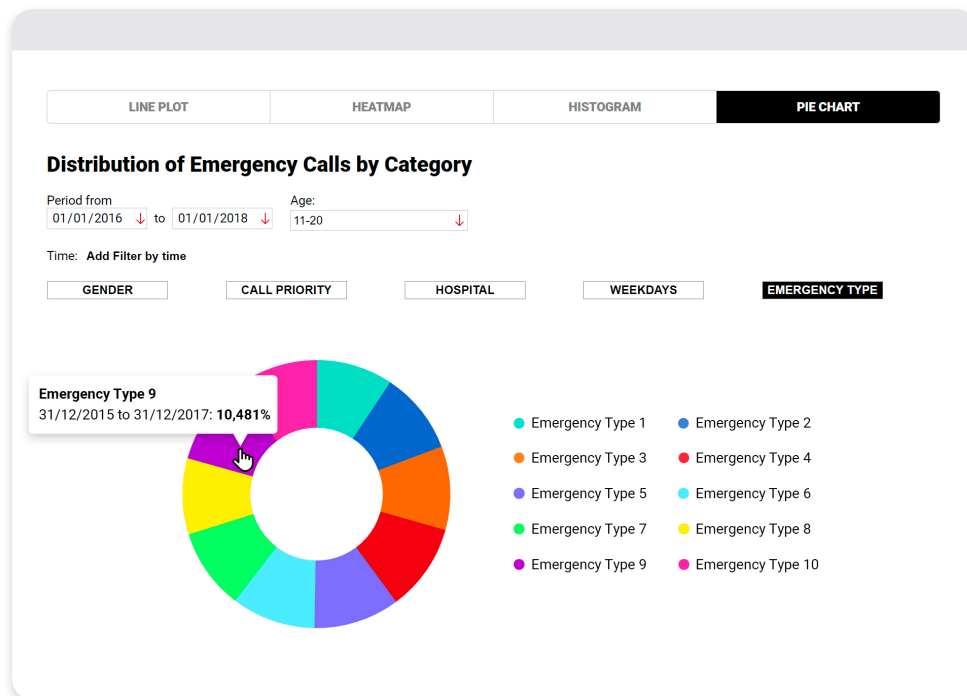 LINE PLOT HEATMAP HISTOGRAM PIE CHART
Distribution of Emergency Calls by Category
Period from Age:
01/01/2016 ↓ to 01/01/2018 ↓ 11-20 ↓
Time: Add Filter by time
GENDER CALL PRIORITY HOSPITAL WEEKDAYS EMERGENCY TYPE
Emergency Type 9
31/12/2015 to 31/12/2017: 10,481%
Emergency Type 1 Emergency Type 2
Emergency Type 3 Emergency Type 4
Emergency Type 5 Emergency Type 6
Emergency Type 7 Emergency Type 8
Emergency Type 9 Emergency Type 10